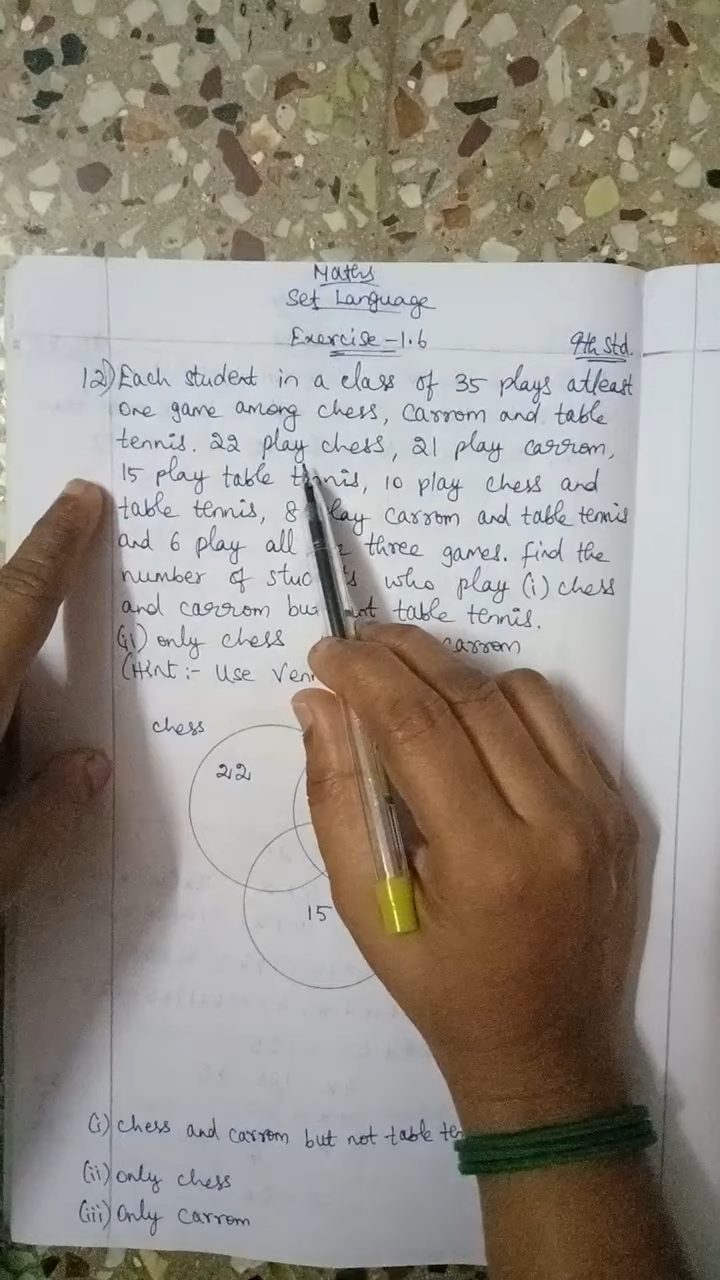 Maths
Set Language
Exercise - 1.6
9th std.
12) Each student in a class of 35 plays atleast
one game among chess, carrom and table
tennis. 22 play chess, 21 play carrom,
15 play table tennis, 10 play chess and
table tennis, 8 play carrom and table tennis
and 6 play all three games. find the
number of students who play (i) chess
and carrom but not table tennis.
(ii) only chess carrom
(Hint :- Use Venn
chess
22
15
(i) chess and carrom but not table
(ii) only chess
(iii) Only carrom